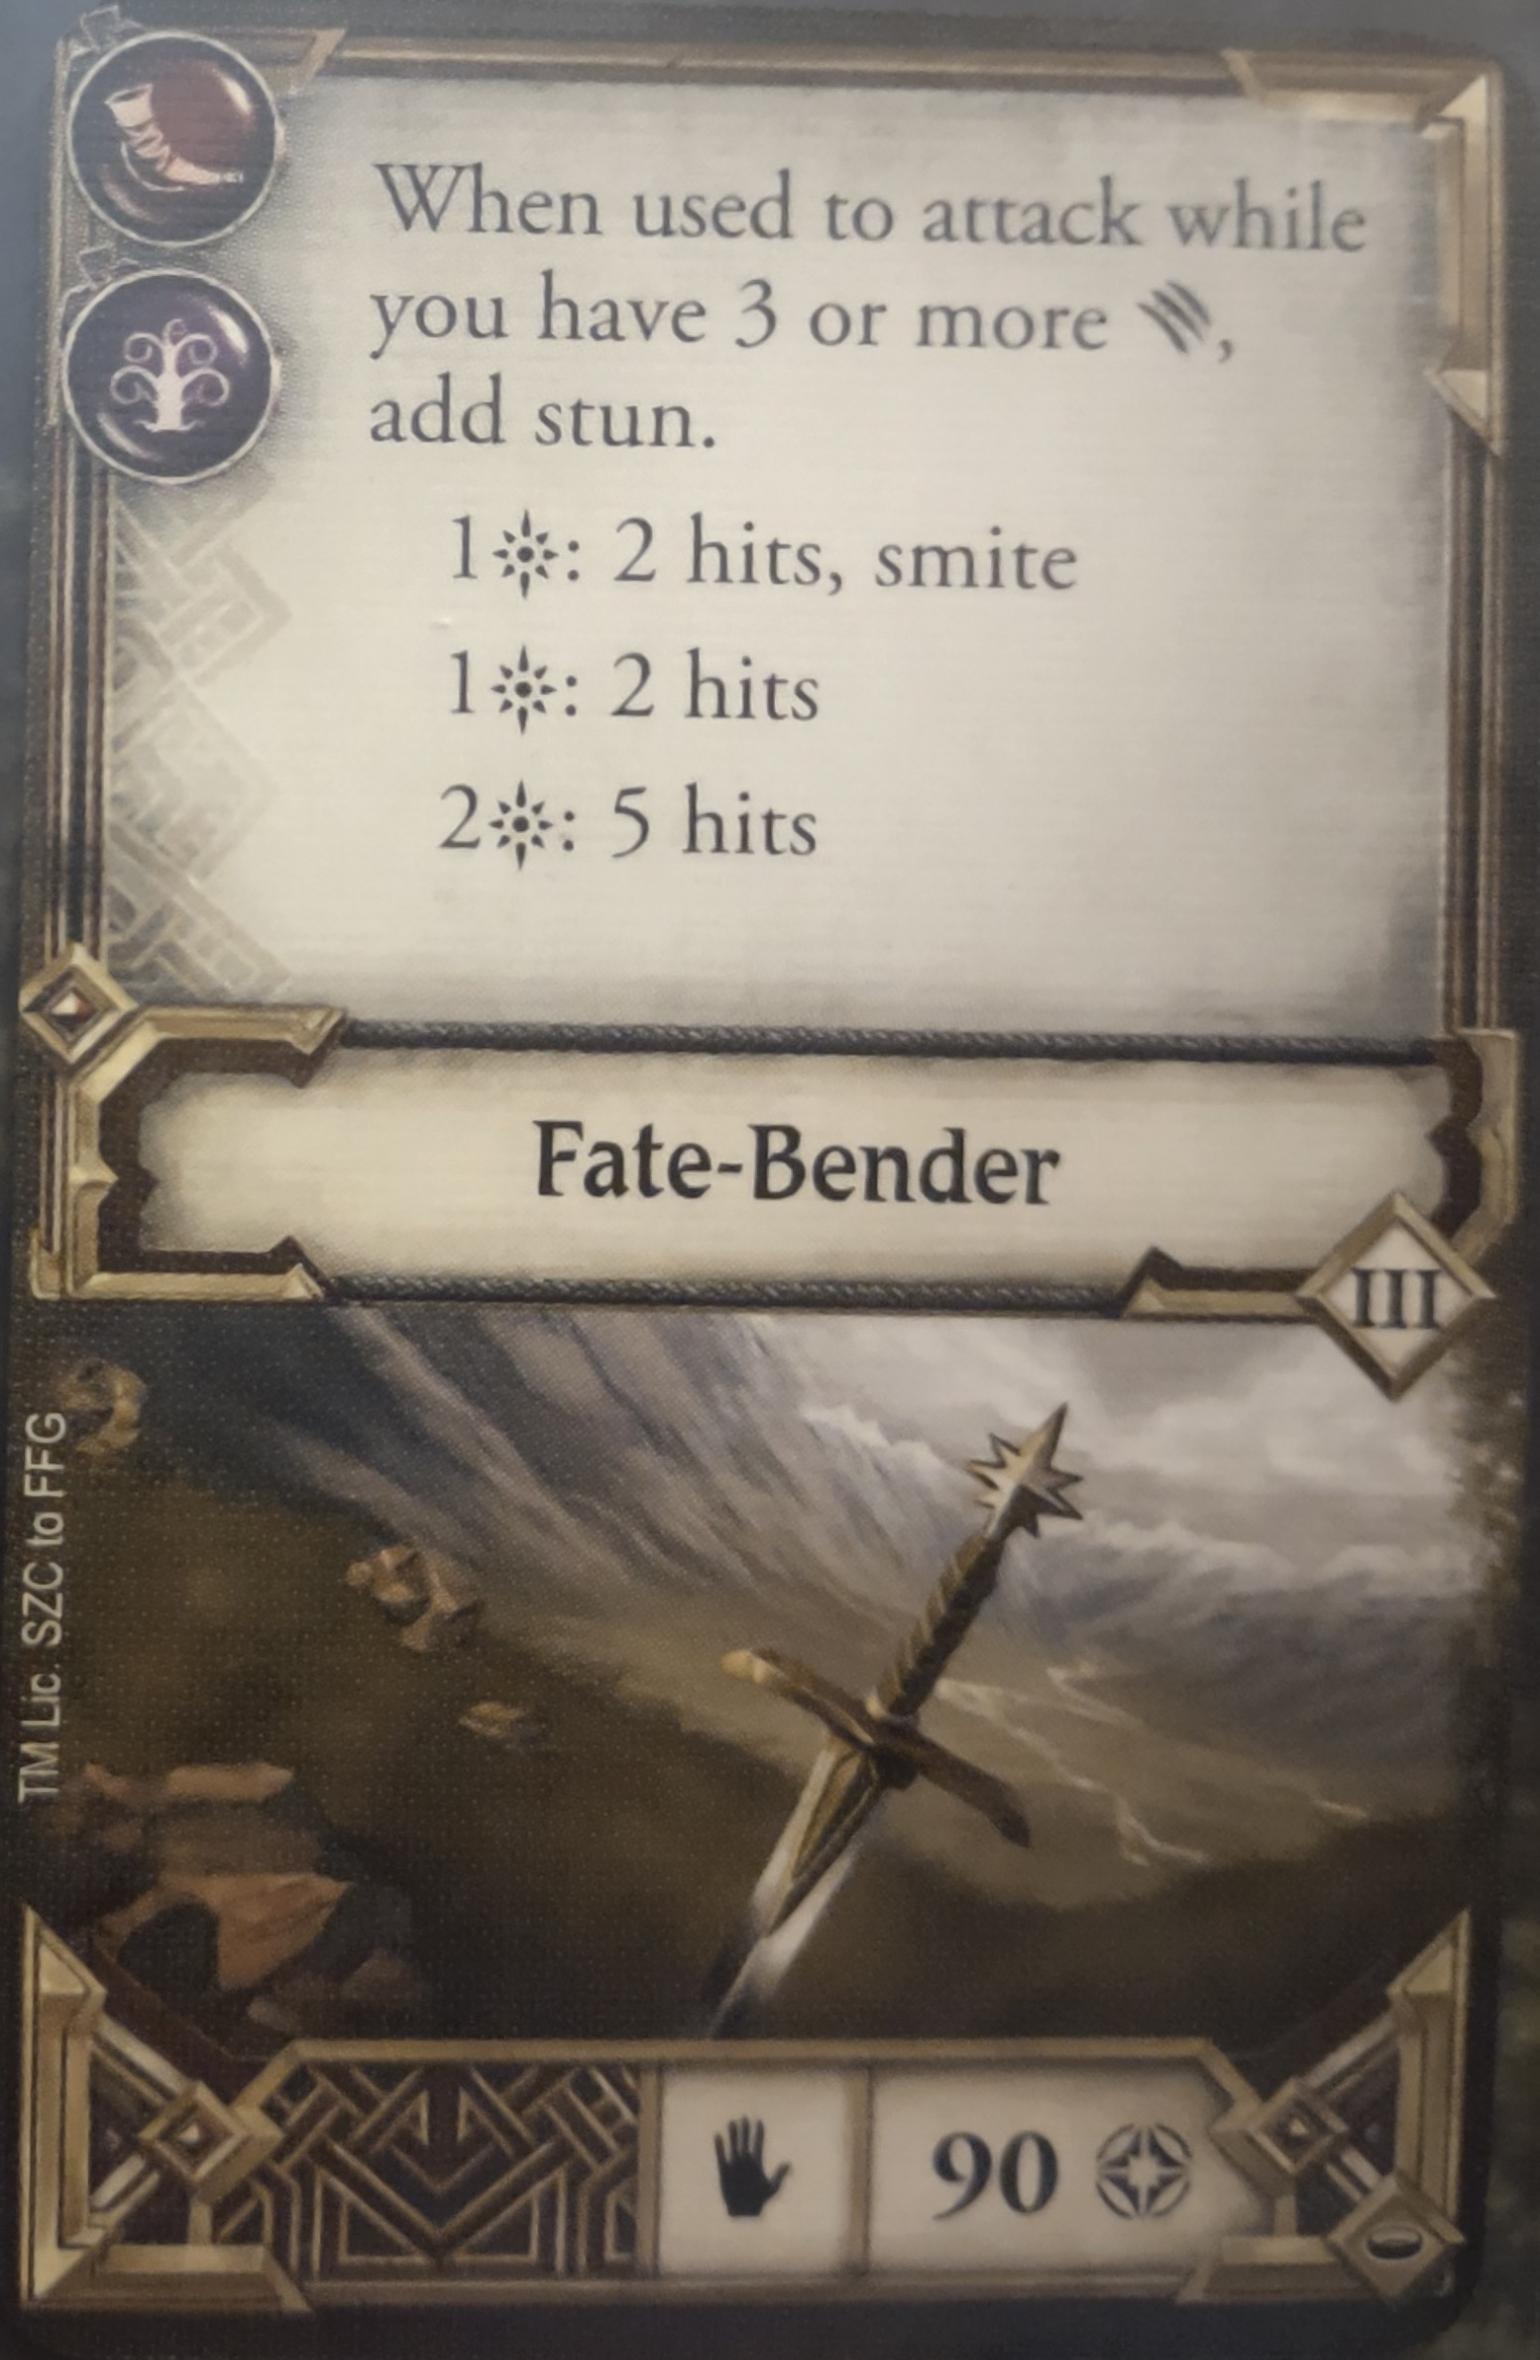 When used to attack while
you have 3 or more ,
add stun.
1: 2 hits, smite
1: 2 hits
2: 5 hits
Fate-Bender
III
TM Lic. SZC to FFG
90